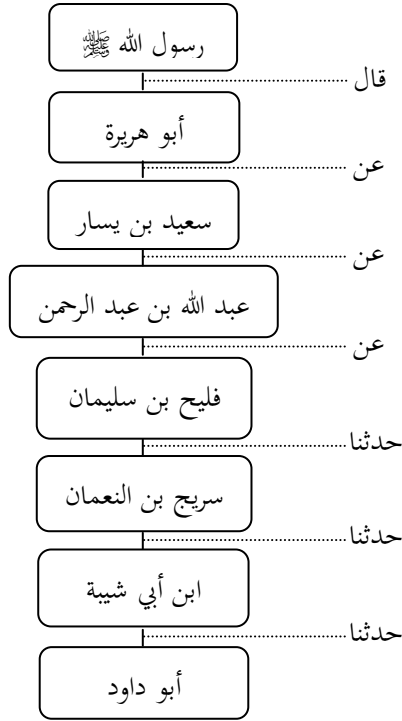 رسول الله ﷺ
قال
أبو هريرة
عن
سعيد بن يسار
عن
عبد الله بن عبد الرحمن
عن
فليح بن سليمان
حدثنا
سريج بن النعمان
حدثنا
ابن أبي شيبة
حدثنا
أبو داود